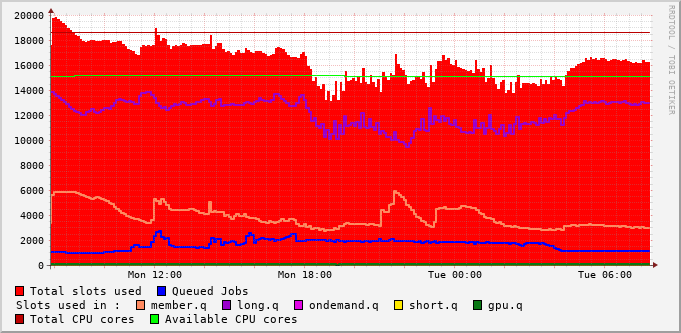 20000
18000
16000
14000
12000
10000
8000
6000
4000
2000
0
Mon 12:00 Mon 18:00 Tue 00:00 Tue 06:00
RRDTOOL / TOBI OETIKER
Total slots used Queued Jobs
Slots used in : member.q long.q ondemand.q short.q gpu.q
Total CPU cores Available CPU cores